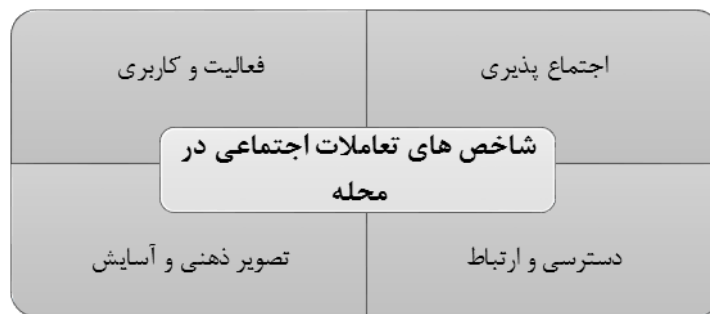 اجتماع پذیری
فعالیت و کاربری
شاخص های تعاملات اجتماعی در
محله
دسترسی و ارتباط
تصویر ذهنی و آسایش